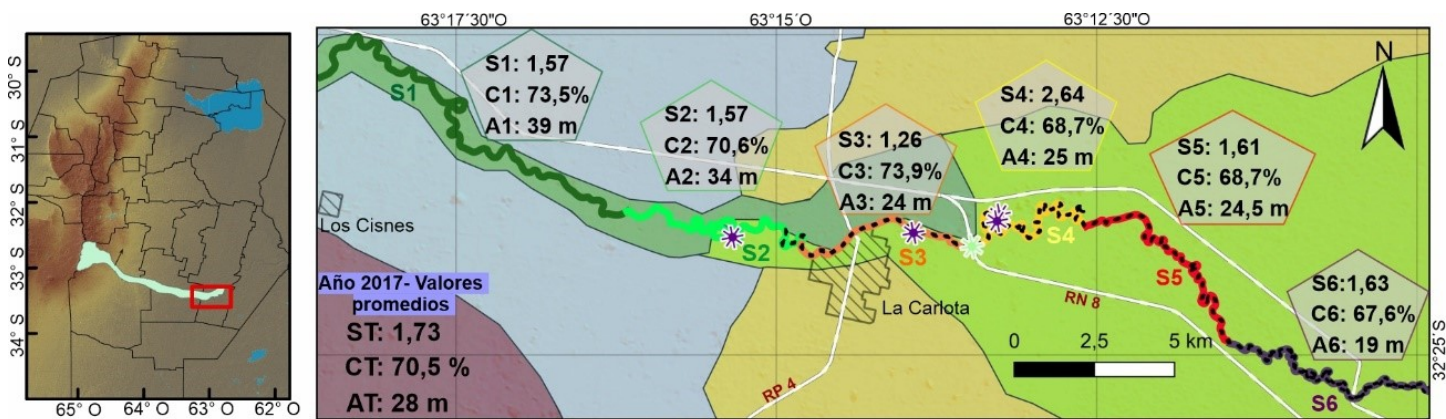 30° S
31° S
32° S
33° S
34° S
65° O
64° O
63° O
62° O
63°17'30"O
63°15'O
63°12'30"O
N
S1: 1,57
C1: 73,5%
A1: 39 m
S1
S2: 1,57
C2: 70,6%
A2: 34 m
S2
S3: 1,26
C3: 73,9%
A3: 24 m
S3
S4: 2,64
C4: 68,7%
A4: 25 m
S4
S5: 1,61
C5: 68,7%
A5: 24,5 m
S5
S6:1,63
C6: 67,6%
A6: 19 m
S6
Los Cisnes
La Carlota
RN 8
RP 4
0 2,5 5 km
32°25'S
Año 2017- Valores
promedios
ST: 1,73
CT: 70,5 %
AT: 28 m